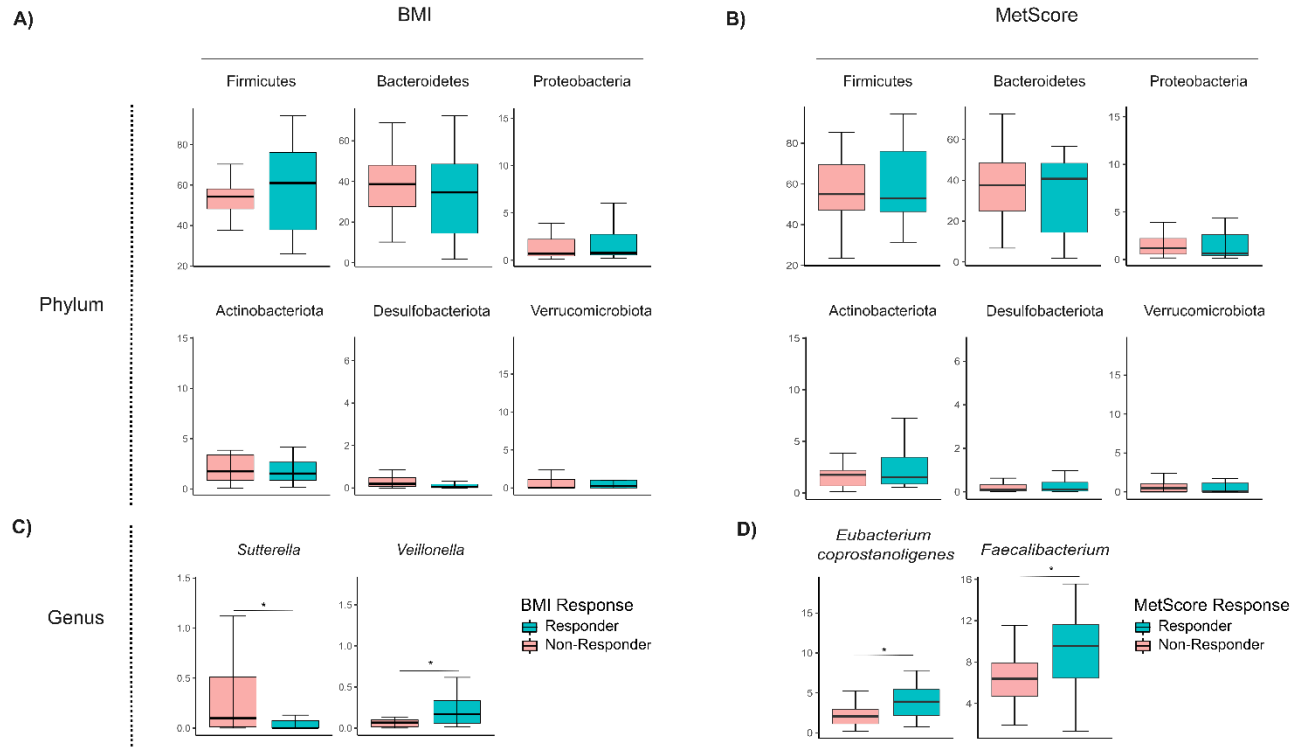 A)
BMI
B)
MetScore
Firmicutes
Bacteroidetes
Proteobacteria
Firmicutes
Bacteroidetes
Proteobacteria
80
60
40
20
60
40
20
0
15
10
5
0
80
60
40
20
60
40
20
0
15
10
5
0
Phylum
Actinobacteriota
Desulfobacteriota
Verrucomicrobiota
Actinobacteriota
Desulfobacteriota
Verrucomicrobiota
15
10
5
0
6
4
2
0
15
10
5
0
15
10
5
0
6
4
2
0
15
10
5
0
C)
Sutterella
Veillonella
D)
Eubacterium
coprostanoligenes
Faecalibacterium
Genus
1.5
1.0
0.5
0.0
*
1.5
1.0
0.5
0.0
*
BMI Response
Responder
Non-Responder
15
10
5
0
*
16
12
8
4
*
MetScore Response
Responder
Non-Responder